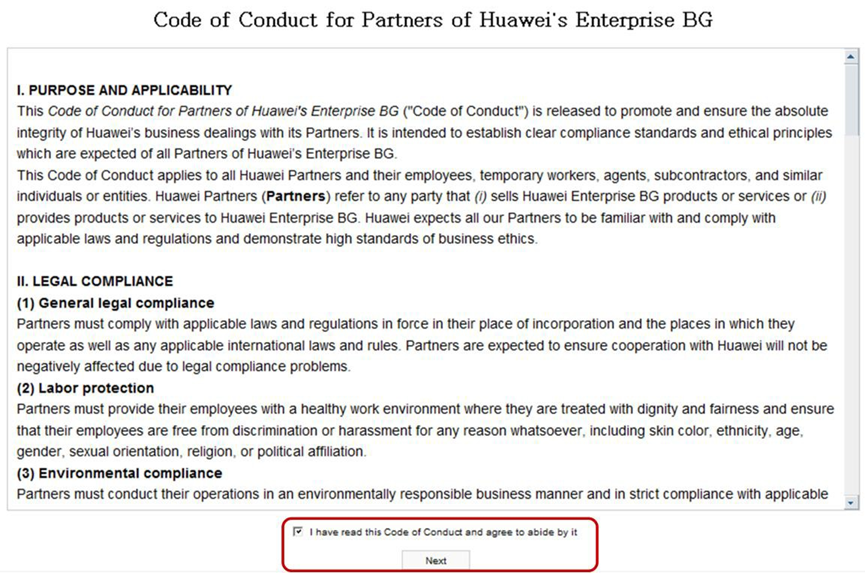 Code of Conduct for Partners of Huawei's Enterprise BG
I. PURPOSE AND APPLICABILITY
This Code of Conduct for Partners of Huawei's Enterprise BG ("Code of Conduct") is released to promote and ensure the absolute
integrity of Huawei's business dealings with its Partners. It is intended to establish clear compliance standards and ethical principles
which are expected of all Partners of Huawei's Enterprise BG.
This Code of Conduct applies to all Huawei Partners and their employees, temporary workers, agents, subcontractors, and similar
individuals or entities. Huawei Partners (Partners) refer to any party that (i) sells Huawei Enterprise BG products or services or (ii)
provides products or services to Huawei Enterprise BG. Huawei expects all our Partners to be familiar with and comply with
applicable laws and regulations and demonstrate high standards of business ethics.
II. LEGAL COMPLIANCE
(1) General legal compliance
Partners must comply with applicable laws and regulations in force in their place of incorporation and the places in which they
operate as well as any applicable international laws and rules. Partners are expected to ensure cooperation with Huawei will not be
negatively affected due to legal compliance problems.
(2) Labor protection
Partners must provide their employees with a healthy work environment where they are treated with dignity and fairness and ensure
that their employees are free from discrimination or harassment for any reason whatsoever, including skin color, ethnicity, age,
gender, sexual orientation, religion, or political affiliation.
(3) Environmental compliance
Partners must conduct their operations in an environmentally responsible business manner and in strict compliance with applicable
I have read this Code of Conduct and agree to abide by it
Next